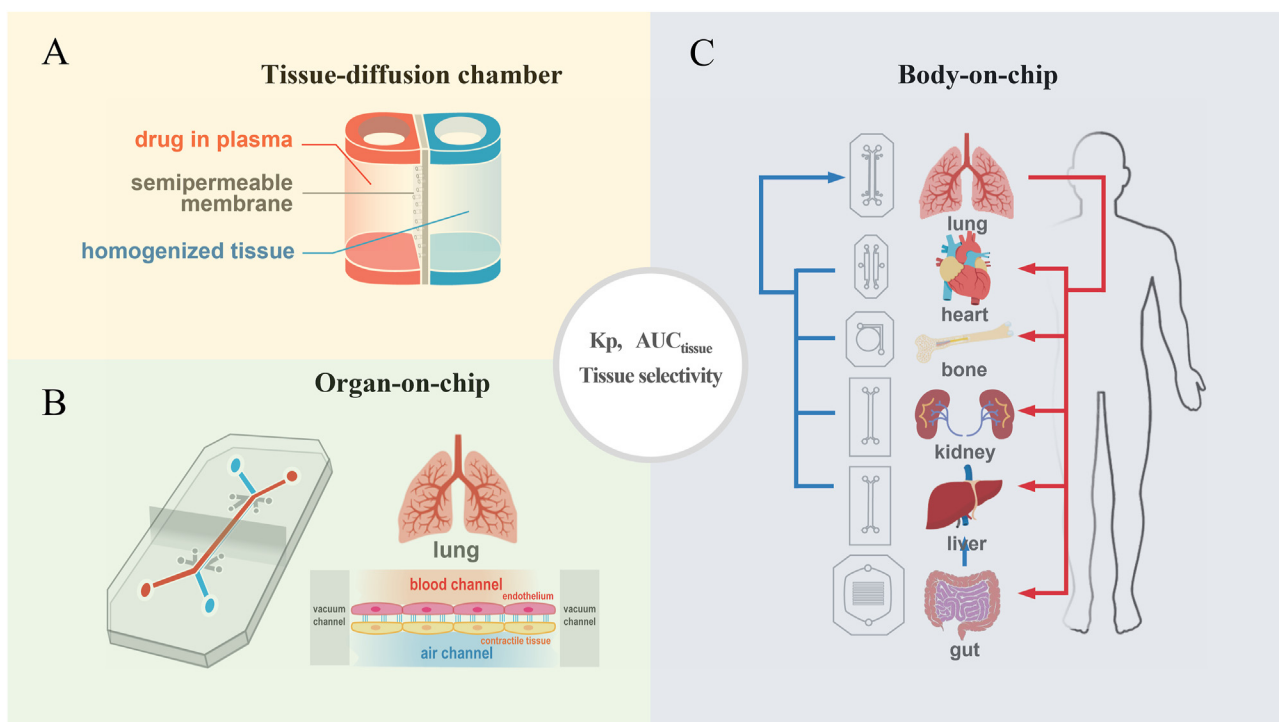 A
Tissue-diffusion chamber
drug in plasma
semipermeable
membrane
homogenized tissue
B
Organ-on-chip
lung
blood channel
endothelium
vacuum
channel
vacuum
channel
contractile tissue
air channel
Kp, AUCtissue
Tissue selectivity
C
Body-on-chip
lung
heart
bone
kidney
liver
gut